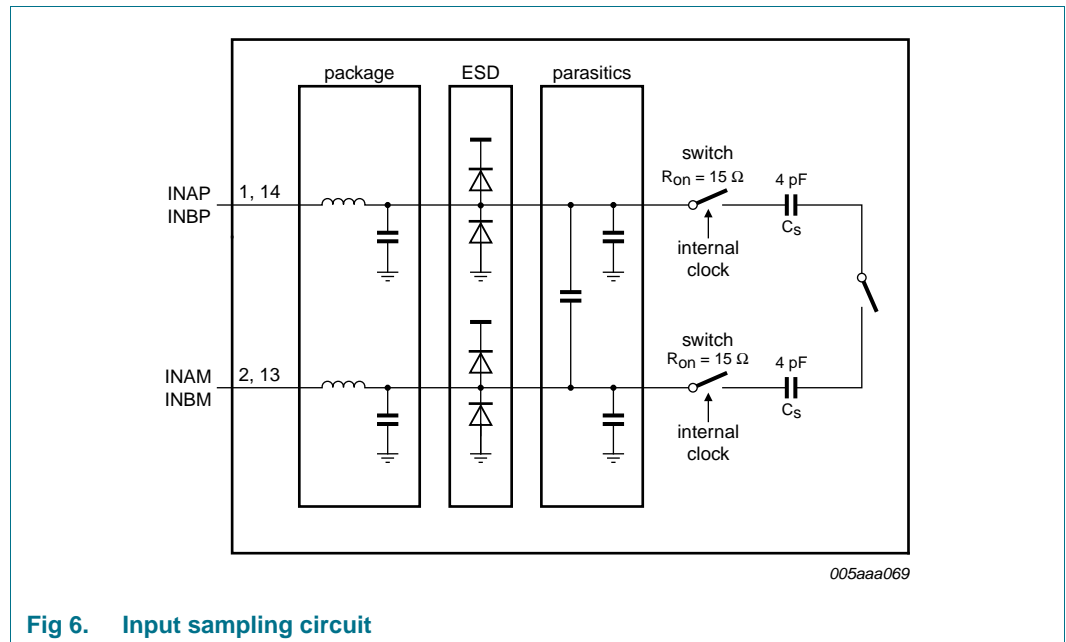 package ESD parasitics
switch
Ron = 15 Ω
4 pF
INAP
INBP
1, 14
Cs
internal
clock
switch
Ron = 15 Ω
4 pF
INAM
INBM
2, 13
Cs
internal
clock
005aaa069
Fig 6. Input sampling circuit